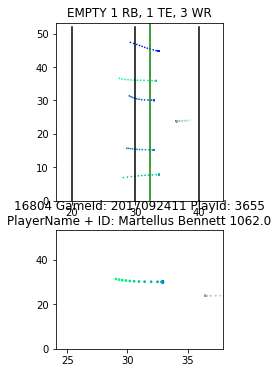 EMPTY 1 RB, 1 TE, 3 WR
50
40
30
20
10
0
20 30 40
16804 GameId: 2017092411 PlayId: 3655
PlayerName + ID: Martellus Bennett 1062.0
40
20
0
25 30 35